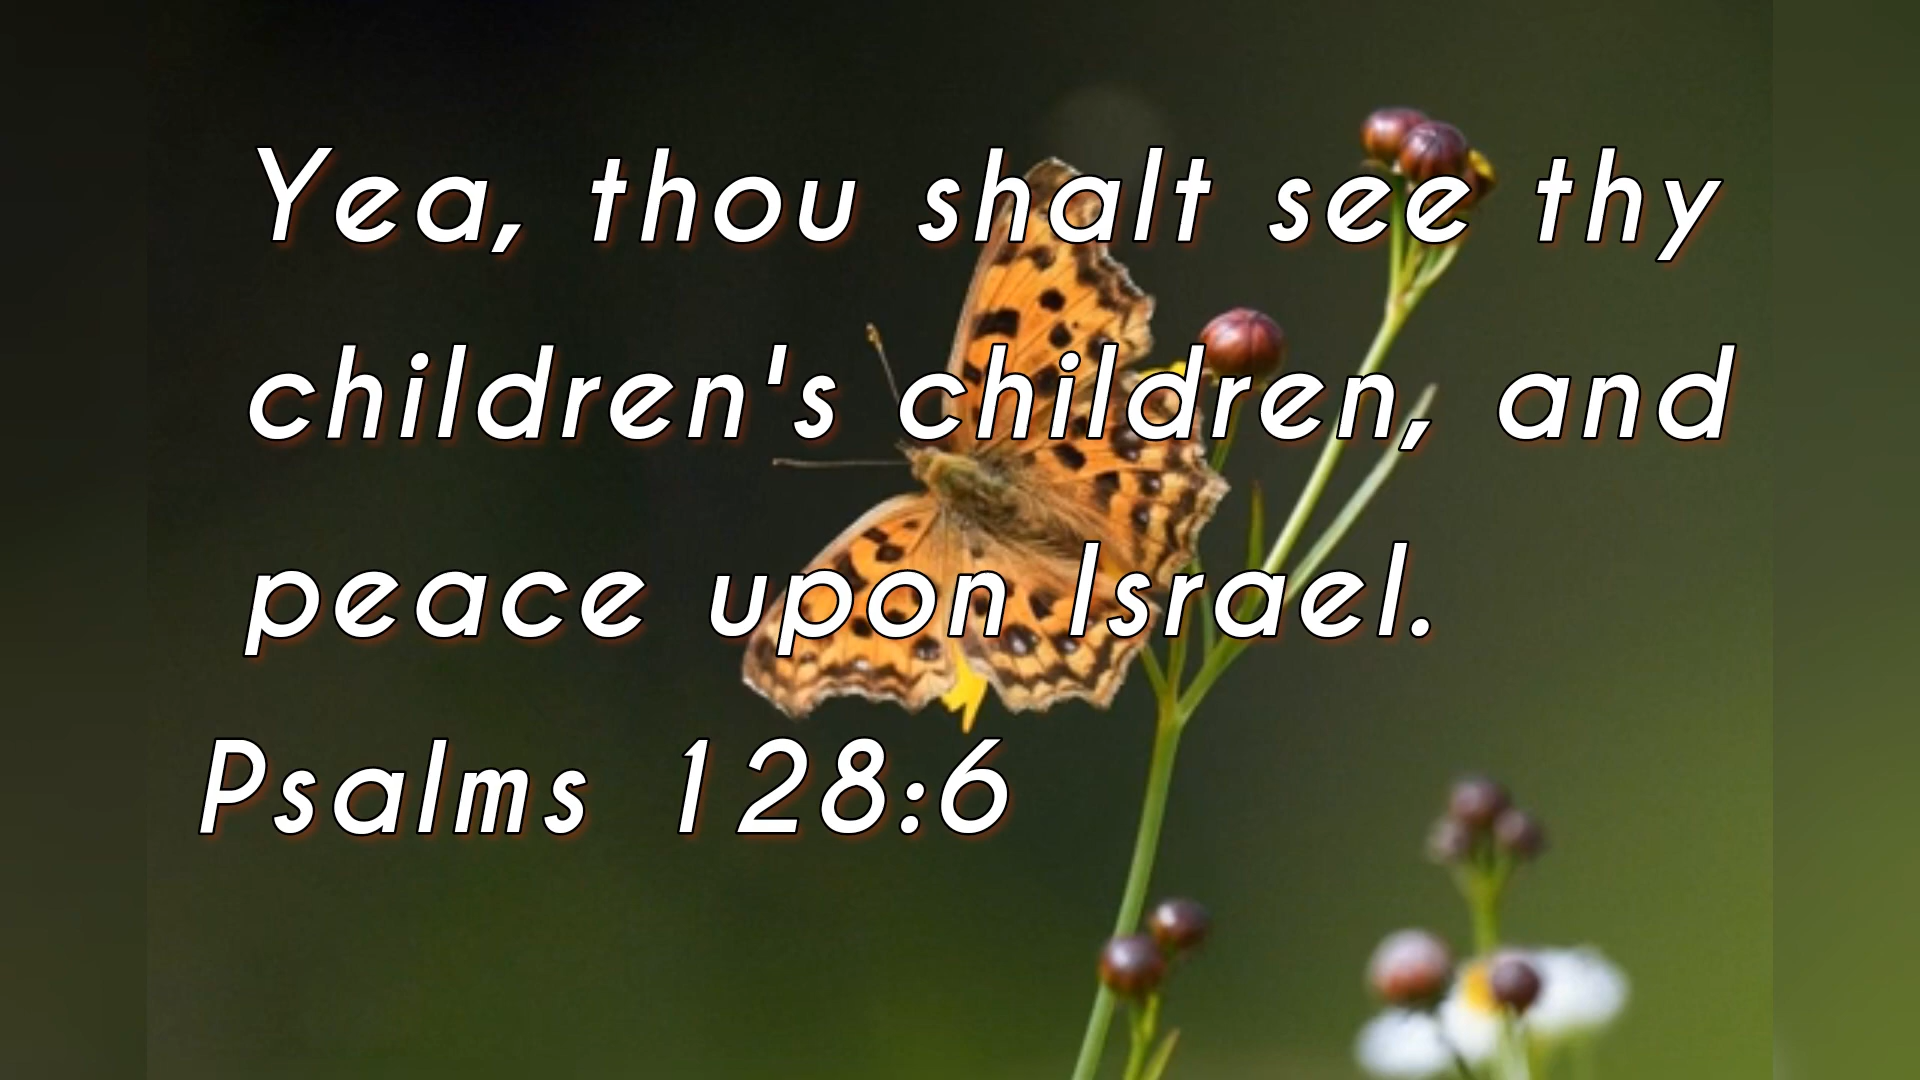 Yea, thou shalt see thy
children's children, and
peace upon Israel.
Psalms 128:6